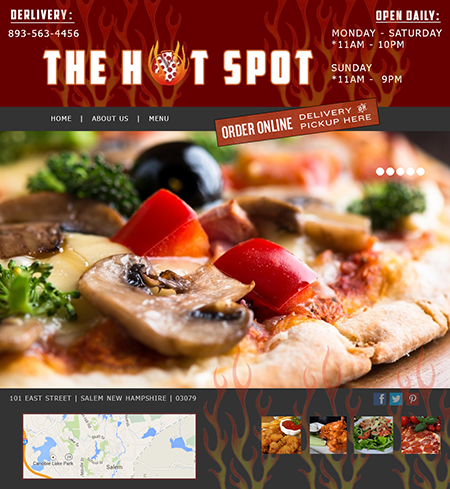 DERLIVERY:
893-563-4456
THE HOT SPOT
OPEN DAILY:
MONDAY - SATURDAY
*11AM - 10PM
SUNDAY
*11AM - 9PM
HOME | ABOUT US | MENU
ORDER ONLINE DELIVERY OR PICKUP HERE
101 EAST STREET | SALEM NEW HAMPSHIRE | 03079
Canobie Lake Park
Salem